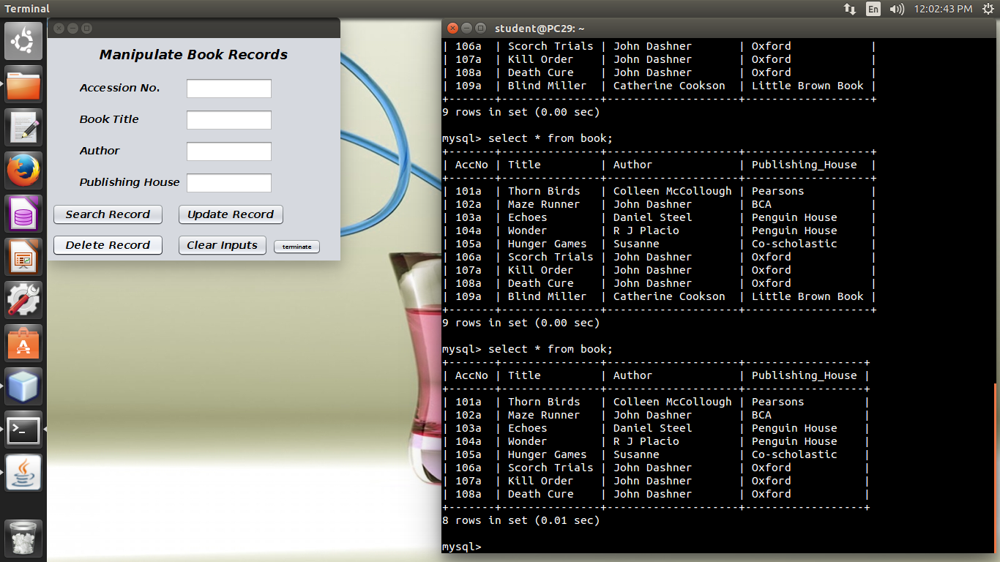 Terminal
En
12:02:43 PM
Manipulate Book Records
Accession No.
Book Title
Author
Publishing House
Search Record
Update Record
Delete Record
Clear Inputs
terminate
student@PC29: ~
| 106a | Scorch Trials | John Dashner | Oxford |
| 107a | Kill Order | John Dashner | Oxford |
| 108a | Death Cure | John Dashner | Oxford |
| 109a | Blind Miller | Catherine Cookson | Little Brown Book |
+-------+---------------+--------------------+-------------------+
9 rows in set (0.00 sec)
mysql> select * from book;
+-------+---------------+--------------------+-------------------+
| AccNo | Title | Author | Publishing_House |
+-------+---------------+--------------------+-------------------+
| 101a | Thorn Birds | Colleen McCollough | Pearsons |
| 102a | Maze Runner | John Dashner | BCA |
| 103a | Echoes | Daniel Steel | Penguin House |
| 104a | Wonder | R J Placio | Penguin House |
| 105a | Hunger Games | Susanne | Co-scholastic |
| 106a | Scorch Trials | John Dashner | Oxford |
| 107a | Kill Order | John Dashner | Oxford |
| 108a | Death Cure | John Dashner | Oxford |
| 109a | Blind Miller | Catherine Cookson | Little Brown Book |
+-------+---------------+--------------------+-------------------+
9 rows in set (0.00 sec)
mysql> select * from book;
+-------+---------------+--------------------+------------------+
| AccNo | Title | Author | Publishing_House |
+-------+---------------+--------------------+------------------+
| 101a | Thorn Birds | Colleen McCollough | Pearsons |
| 102a | Maze Runner | John Dashner | BCA |
| 103a | Echoes | Daniel Steel | Penguin House |
| 104a | Wonder | R J Placio | Penguin House |
| 105a | Hunger Games | Susanne | Co-scholastic |
| 106a | Scorch Trials | John Dashner | Oxford |
| 107a | Kill Order | John Dashner | Oxford |
| 108a | Death Cure | John Dashner | Oxford |
+-------+---------------+--------------------+------------------+
8 rows in set (0.01 sec)
mysql>